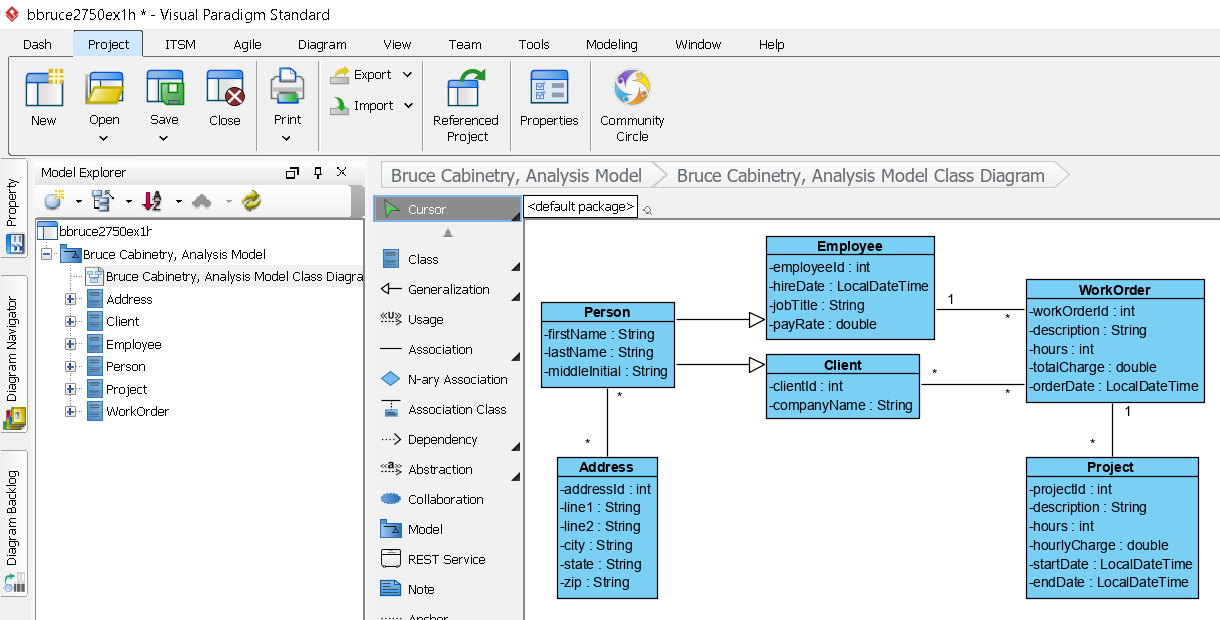 bbruce2750ex1h * - Visual Paradigm Standard
Dash Project ITSM Agile Diagram View Team Tools Modeling Window Help
New Open Save Close Print Export Import Referenced Project Properties Community Circle
Property
Diagram Navigator
Diagram Backlog
Model Explorer
bbruce2750ex1h
Bruce Cabinetry, Analysis Model
Bruce Cabinetry, Analysis Model Class Diagra
Address
Client
Employee
Person
Project
WorkOrder
Bruce Cabinetry, Analysis Model Bruce Cabinetry, Analysis Model Class Diagram
Cursor
Class
Generalization
«U» Usage
Association
N-ary Association
Association Class
Dependency
«a» Abstraction
Collaboration
Model
REST Service
Note
Anchor
<default package>
Person
-firstName : String
-lastName : String
-middleInitial : String
*
*
Address
-addressId : int
-line1 : String
-line2 : String
-city : String
-state : String
-zip : String
Employee
-employeeId : int
-hireDate : LocalDateTime
-jobTitle : String
-payRate : double
1
*
Client
-clientId : int
-companyName : String
*
*
WorkOrder
-workOrderId : int
-description : String
-hours : int
-totalCharge : double
-orderDate : LocalDateTime
1
*
Project
-projectId : int
-description : String
-hours : int
-hourlyCharge : double
-startDate : LocalDateTime
-endDate : LocalDateTime